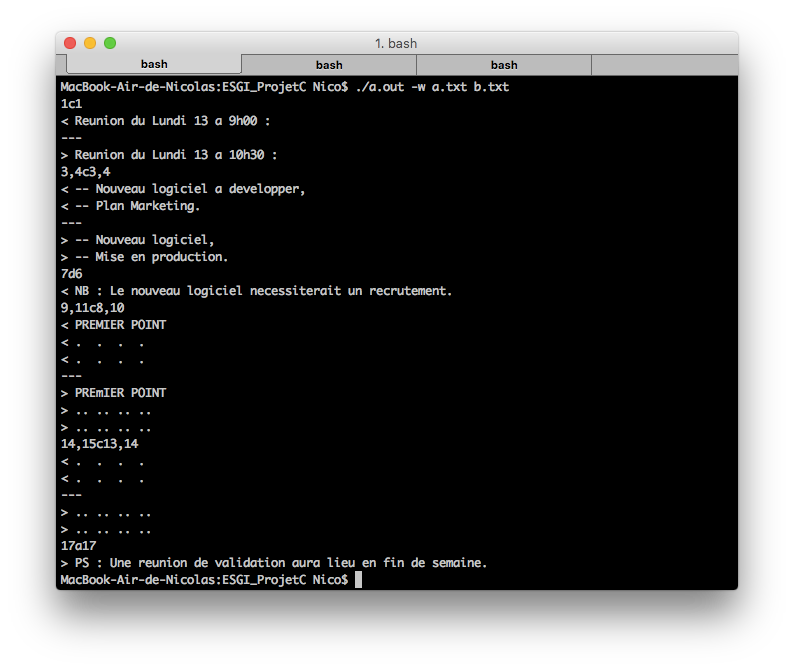 1. bash
bash bash bash
MacBook-Air-de-Nicolas:ESGI_ProjetC Nico$ ./a.out -w a.txt b.txt
1c1
< Reunion du Lundi 13 a 9h00 :
---
> Reunion du Lundi 13 a 10h30 :
3,4c3,4
< -- Nouveau logiciel a developper,
< -- Plan Marketing.
---
> -- Nouveau logiciel,
> -- Mise en production.
7d6
< NB : Le nouveau logiciel necessiterait un recrutement.
9,11c8,10
< PREMIER POINT
< .  .  .  .
< .  .  .  .
---
> PREmIER POINT
> .. .. .. ..
> .. .. .. ..
14,15c13,14
< .  .  .  .
< .  .  .  .
---
> .. .. .. ..
> .. .. .. ..
17a17
> PS : Une reunion de validation aura lieu en fin de semaine.
MacBook-Air-de-Nicolas:ESGI_ProjetC Nico$